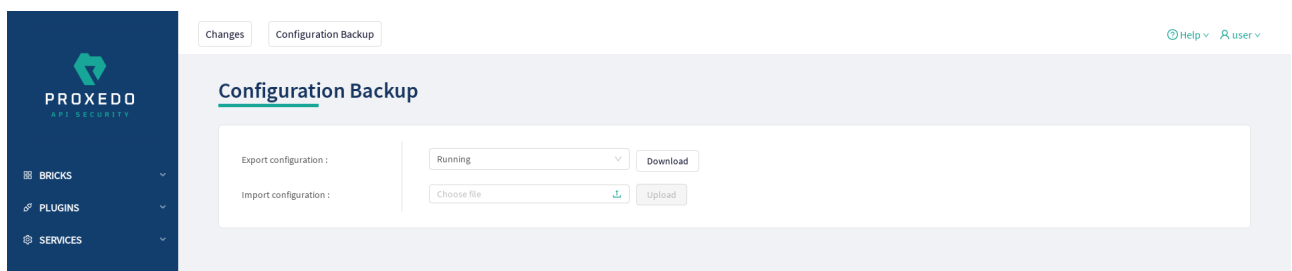 Changes Configuration Backup Help user
PROXEDO
API SECURITY
Configuration Backup
Export configuration : Running Download
Import configuration : Choose file Upload
BRICKS
PLUGINS
SERVICES